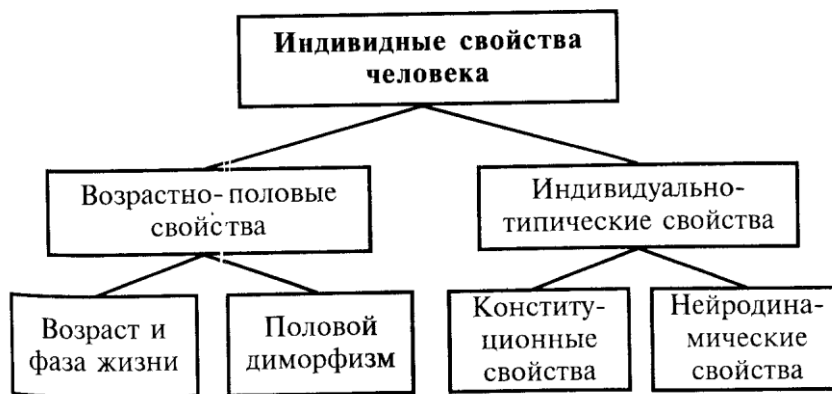 Индивидные свойства
человека
Возрастно-половые
свойства
Индивидуально-
типические свойства
Возраст и
фаза жизни
Половой
диморфизм
Конститу-
ционные
свойства
Нейродина-
мические
свойства